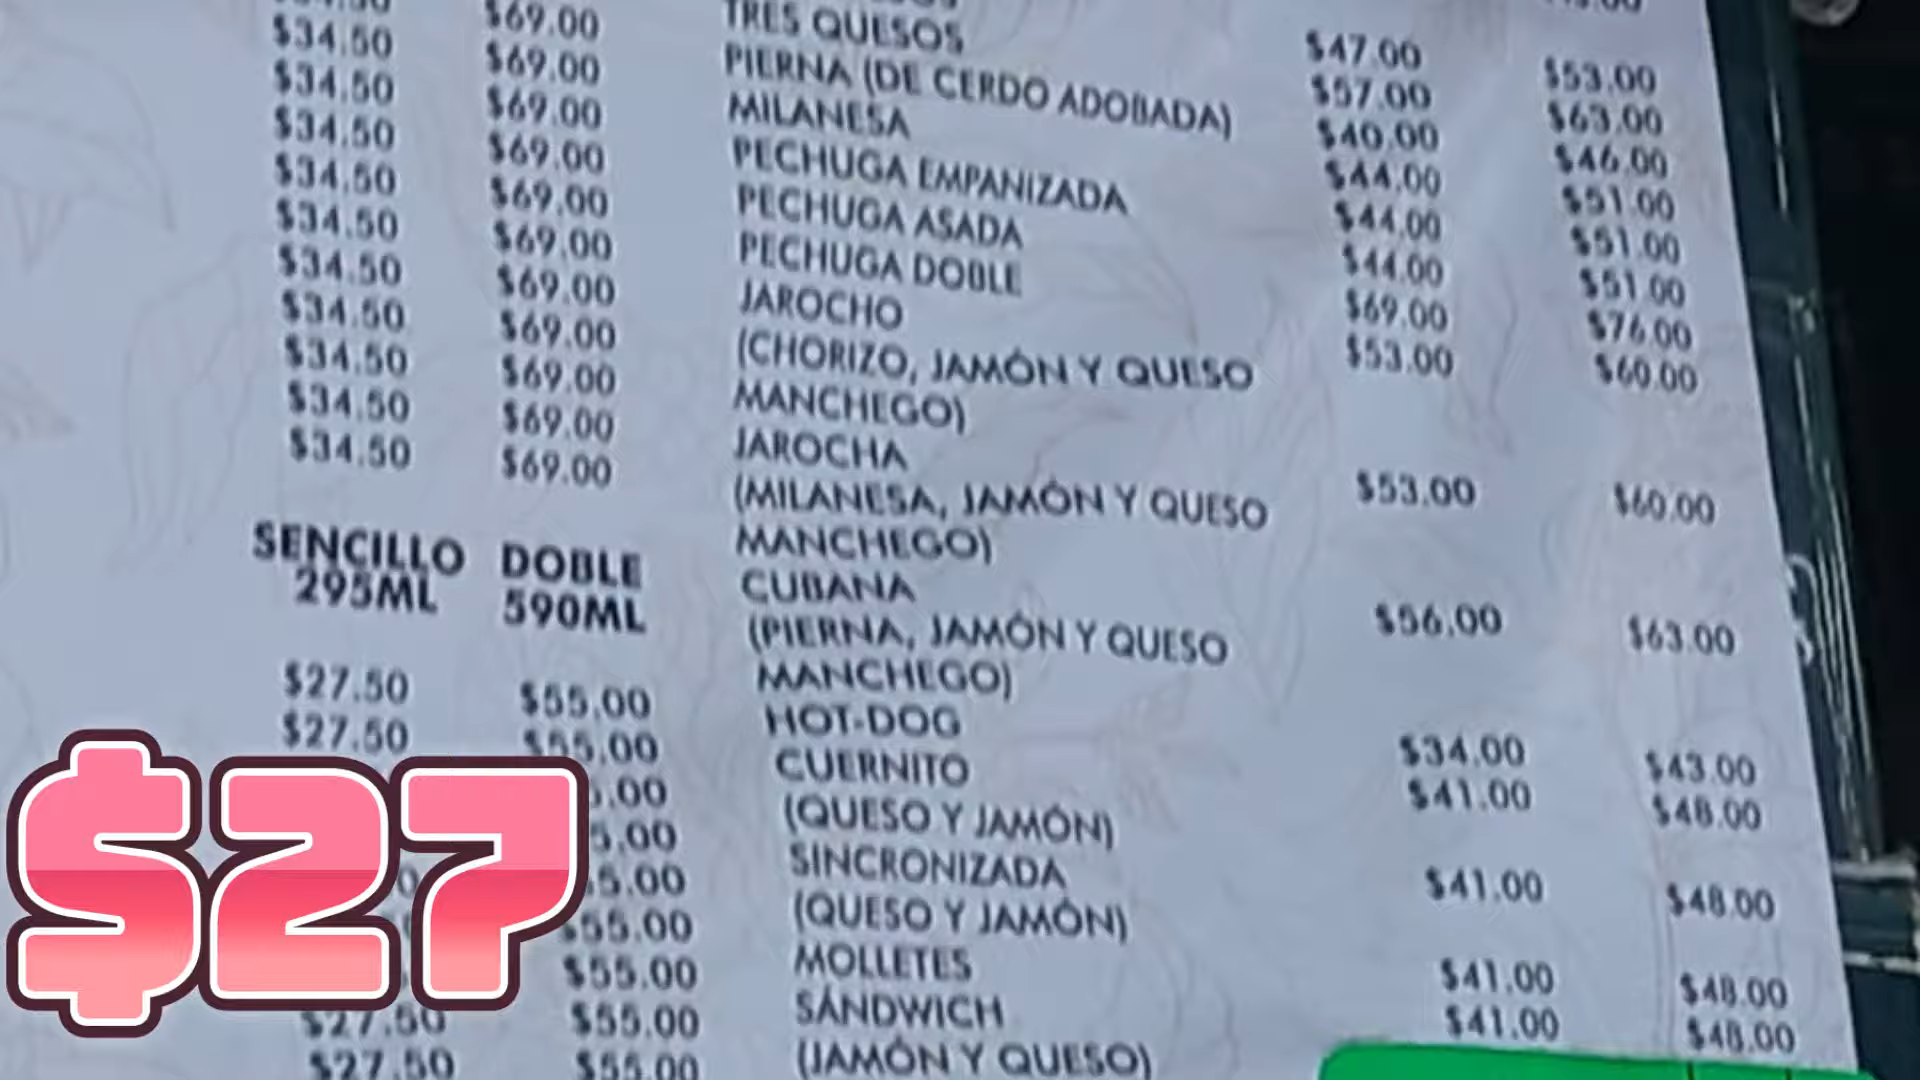 $34.50 $69.00 TRES QUESOS $47.00 $53.00
$34.50 $69.00 PIERNA (DE CERDO ADOBADA) $57.00 $63.00
$34.50 $69.00 MILANESA $40.00 $46.00
$34.50 $69.00 PECHUGA EMPANIZADA $44.00 $51.00
$34.50 $69.00 PECHUGA ASADA $44.00 $51.00
$34.50 $69.00 PECHUGA DOBLE $44.00 $51.00
$34.50 $69.00 JAROCHO $69.00 $76.00
$34.50 $69.00 (CHORIZO, JAMÓN Y QUESO $53.00 $60.00
$34.50 $69.00 MANCHEGO)
$34.50 $69.00 JAROCHA
$69.00 (MILANESA, JAMÓN Y QUESO $53.00 $60.00
MANCHEGO)
SENCILLO DOBLE CUBANA
295ML 590ML (PIERNA, JAMÓN Y QUESO $56.00 $63.00
MANCHEGO)
$27.50 $55.00 HOT-DOG $34.00 $43.00
$27.50 $55.00 CUERNITO $41.00 $48.00
(QUESO Y JAMÓN)
SINCRONIZADA $41.00 $48.00
(QUESO Y JAMÓN)
$55.00 MOLLETES $41.00 $48.00
$55.00 SÁNDWICH $41.00 $48.00
$27.50 $55.00 (JAMÓN Y QUESO)
$27.50 $55.00
$27